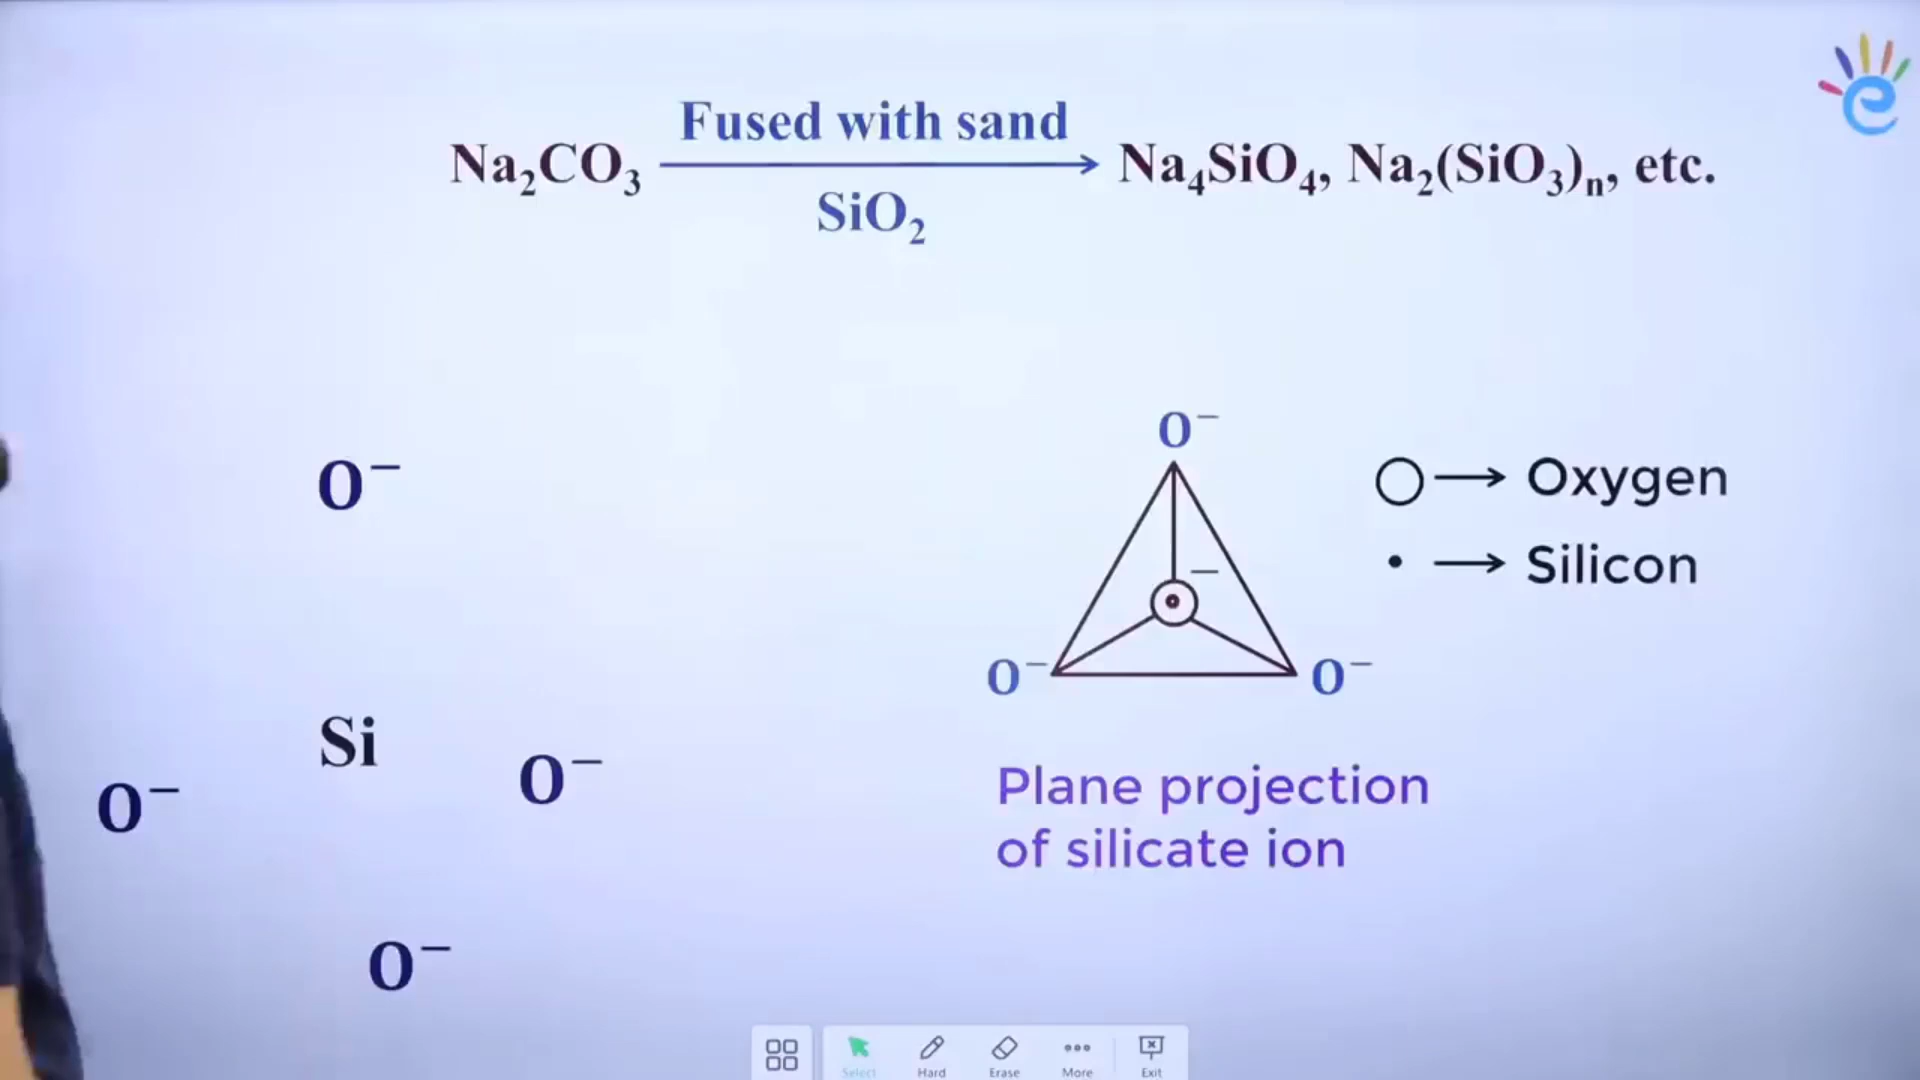 Fused with sand
Na₂CO₃ → Na₄SiO₄, Na₂(SiO₃)ₙ, etc.
SiO₂
O⁻
Si
O⁻
O⁻
O⁻
O⁻
–
O⁻
O⁻
→ Oxygen
→ Silicon
Plane projection
of silicate ion
Select
Hard
Erase
More
Exit